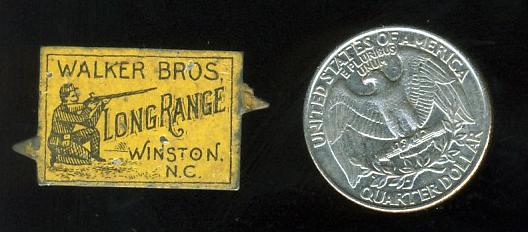 WALKER BROS,
LONG RANGE
WINSTON.
N.C.
UNITED STATES OF AMERICA
E PLURIBUS
UNUM
QUARTER DOLLAR